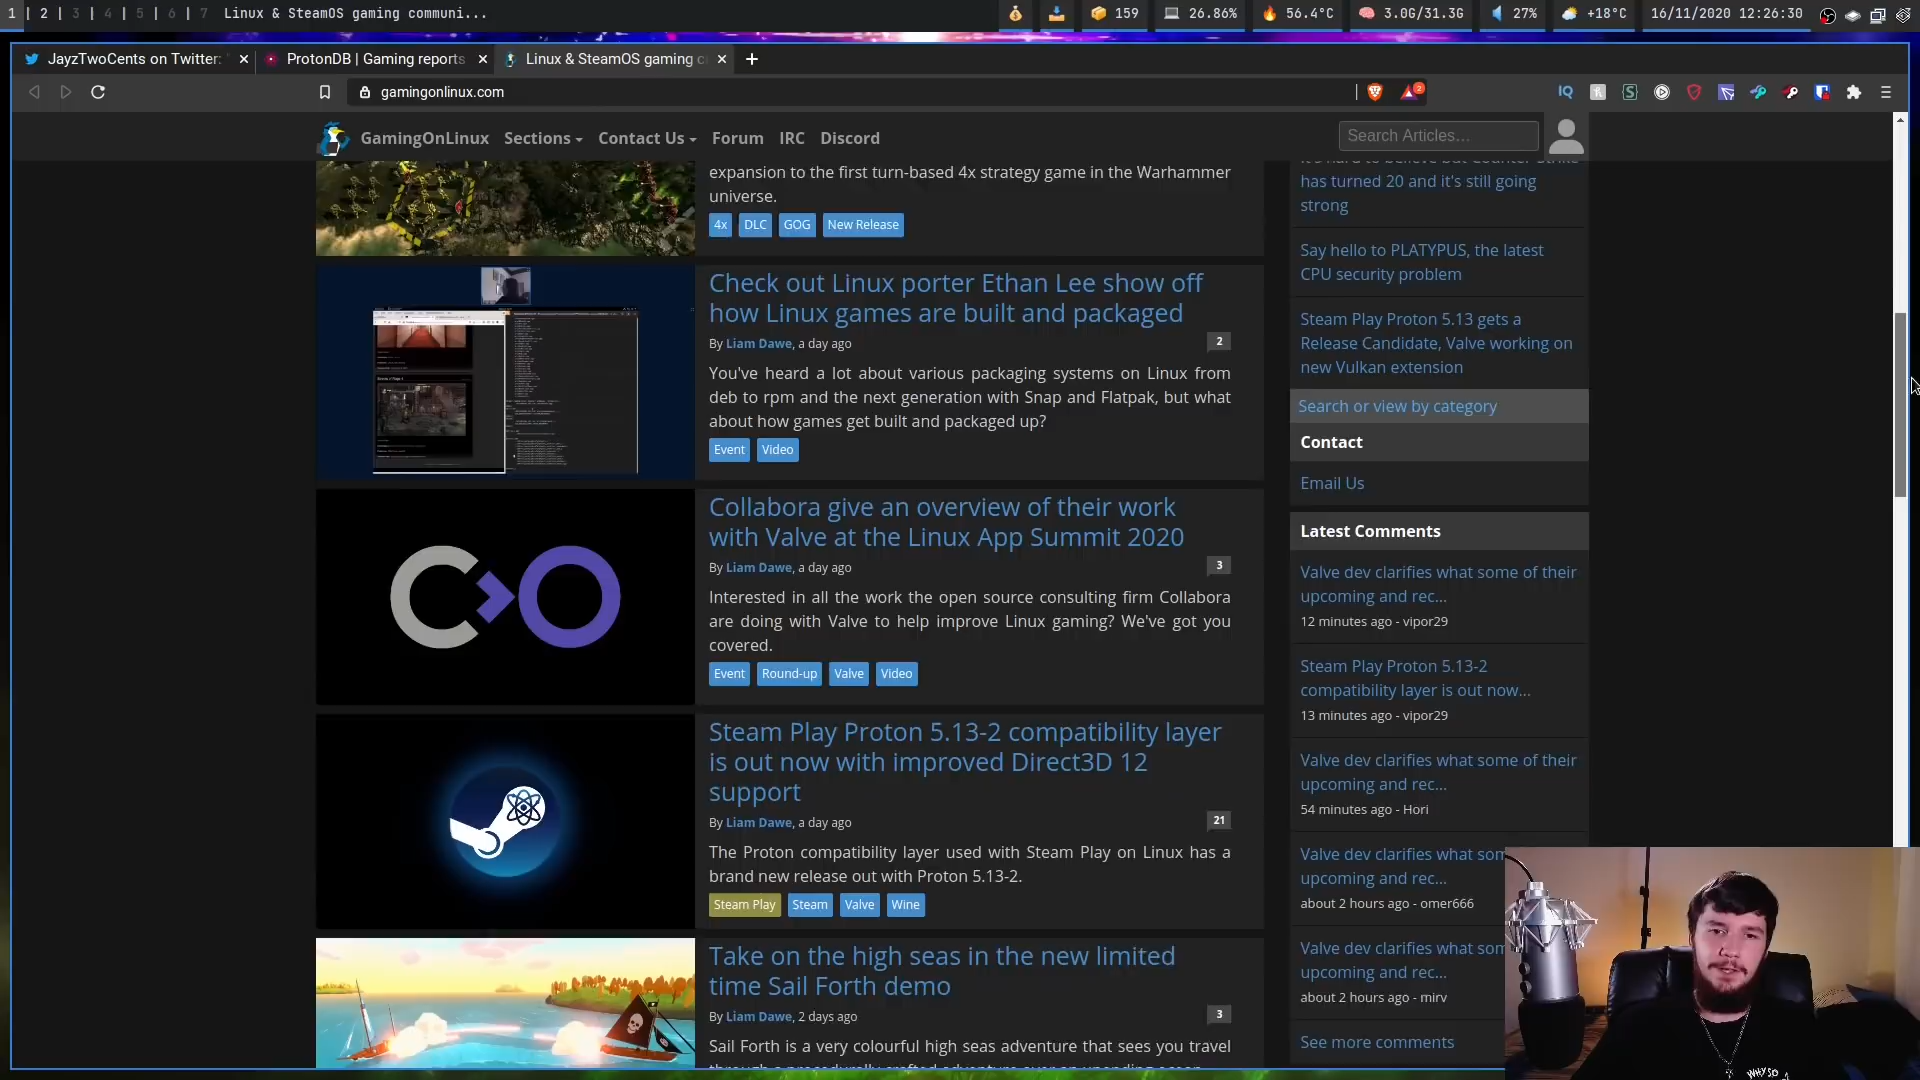 1 | 2 | 3 | 4 | 5 | 6 | 7 Linux & SteamOS gaming communi... 159 26.86% 56.4°C 3.0G/31.3G 27% +18°C 16/11/2020 12:26:30
JayzTwoCents on Twitter: ProtonDB | Gaming reports Linux & SteamOS gaming c
gamingonlinux.com
GamingOnLinux Sections Contact Us Forum IRC Discord Search Articles...
expansion to the first turn-based 4x strategy game in the Warhammer
universe.
4x DLC GOG New Release
Check out Linux porter Ethan Lee show off
how Linux games are built and packaged
By Liam Dawe, a day ago 2
You've heard a lot about various packaging systems on Linux from
deb to rpm and the next generation with Snap and Flatpak, but what
about how games get built and packaged up?
Event Video
Collabora give an overview of their work
with Valve at the Linux App Summit 2020
By Liam Dawe, a day ago 3
Interested in all the work the open source consulting firm Collabora
are doing with Valve to help improve Linux gaming? We've got you
covered.
Event Round-up Valve Video
Steam Play Proton 5.13-2 compatibility layer
is out now with improved Direct3D 12
support
By Liam Dawe, a day ago 21
The Proton compatibility layer used with Steam Play on Linux has a
brand new release out with Proton 5.13-2.
Steam Play Steam Valve Wine
Take on the high seas in the new limited
time Sail Forth demo
By Liam Dawe, 2 days ago 3
Sail Forth is a very colourful high seas adventure that sees you travel
It's hard to believe but Counter-Strike
has turned 20 and it's still going
strong
Say hello to PLATYPUS, the latest
CPU security problem
Steam Play Proton 5.13 gets a
Release Candidate, Valve working on
new Vulkan extension
Search or view by category
Contact
Email Us
Latest Comments
Valve dev clarifies what some of their
upcoming and rec...
12 minutes ago - vipor29
Steam Play Proton 5.13-2
compatibility layer is out now...
13 minutes ago - vipor29
Valve dev clarifies what some of their
upcoming and rec...
54 minutes ago - Hori
Valve dev clarifies what som
upcoming and rec...
about 2 hours ago - omer666
Valve dev clarifies what som
upcoming and rec...
about 2 hours ago - mirv
See more comments
WHY SO